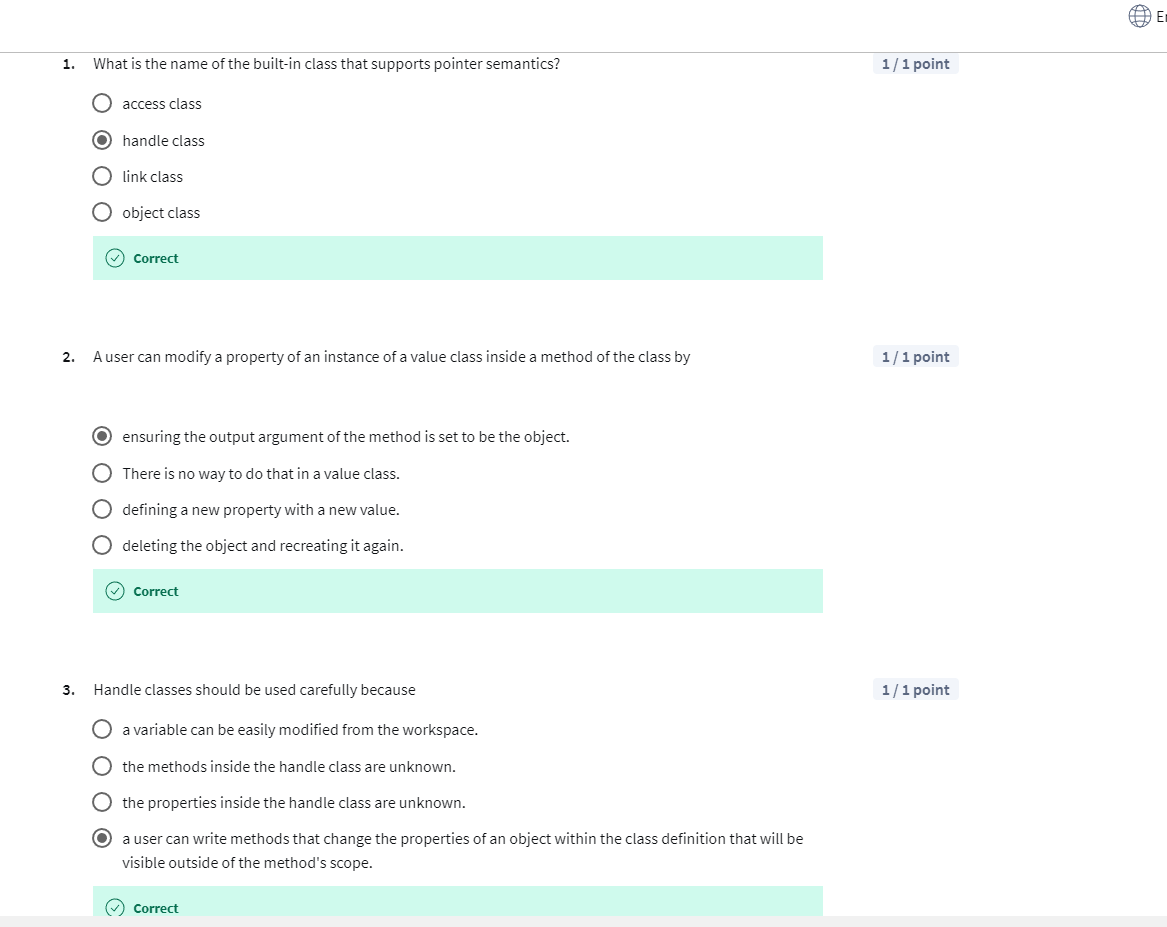 1. What is the name of the built-in class that supports pointer semantics? 1 / 1 point
access class
handle class
link class
object class
Correct
2. A user can modify a property of an instance of a value class inside a method of the class by 1 / 1 point
ensuring the output argument of the method is set to be the object.
There is no way to do that in a value class.
defining a new property with a new value.
deleting the object and recreating it again.
Correct
3. Handle classes should be used carefully because 1 / 1 point
a variable can be easily modified from the workspace.
the methods inside the handle class are unknown.
the properties inside the handle class are unknown.
a user can write methods that change the properties of an object within the class definition that will be
visible outside of the method's scope.
Correct